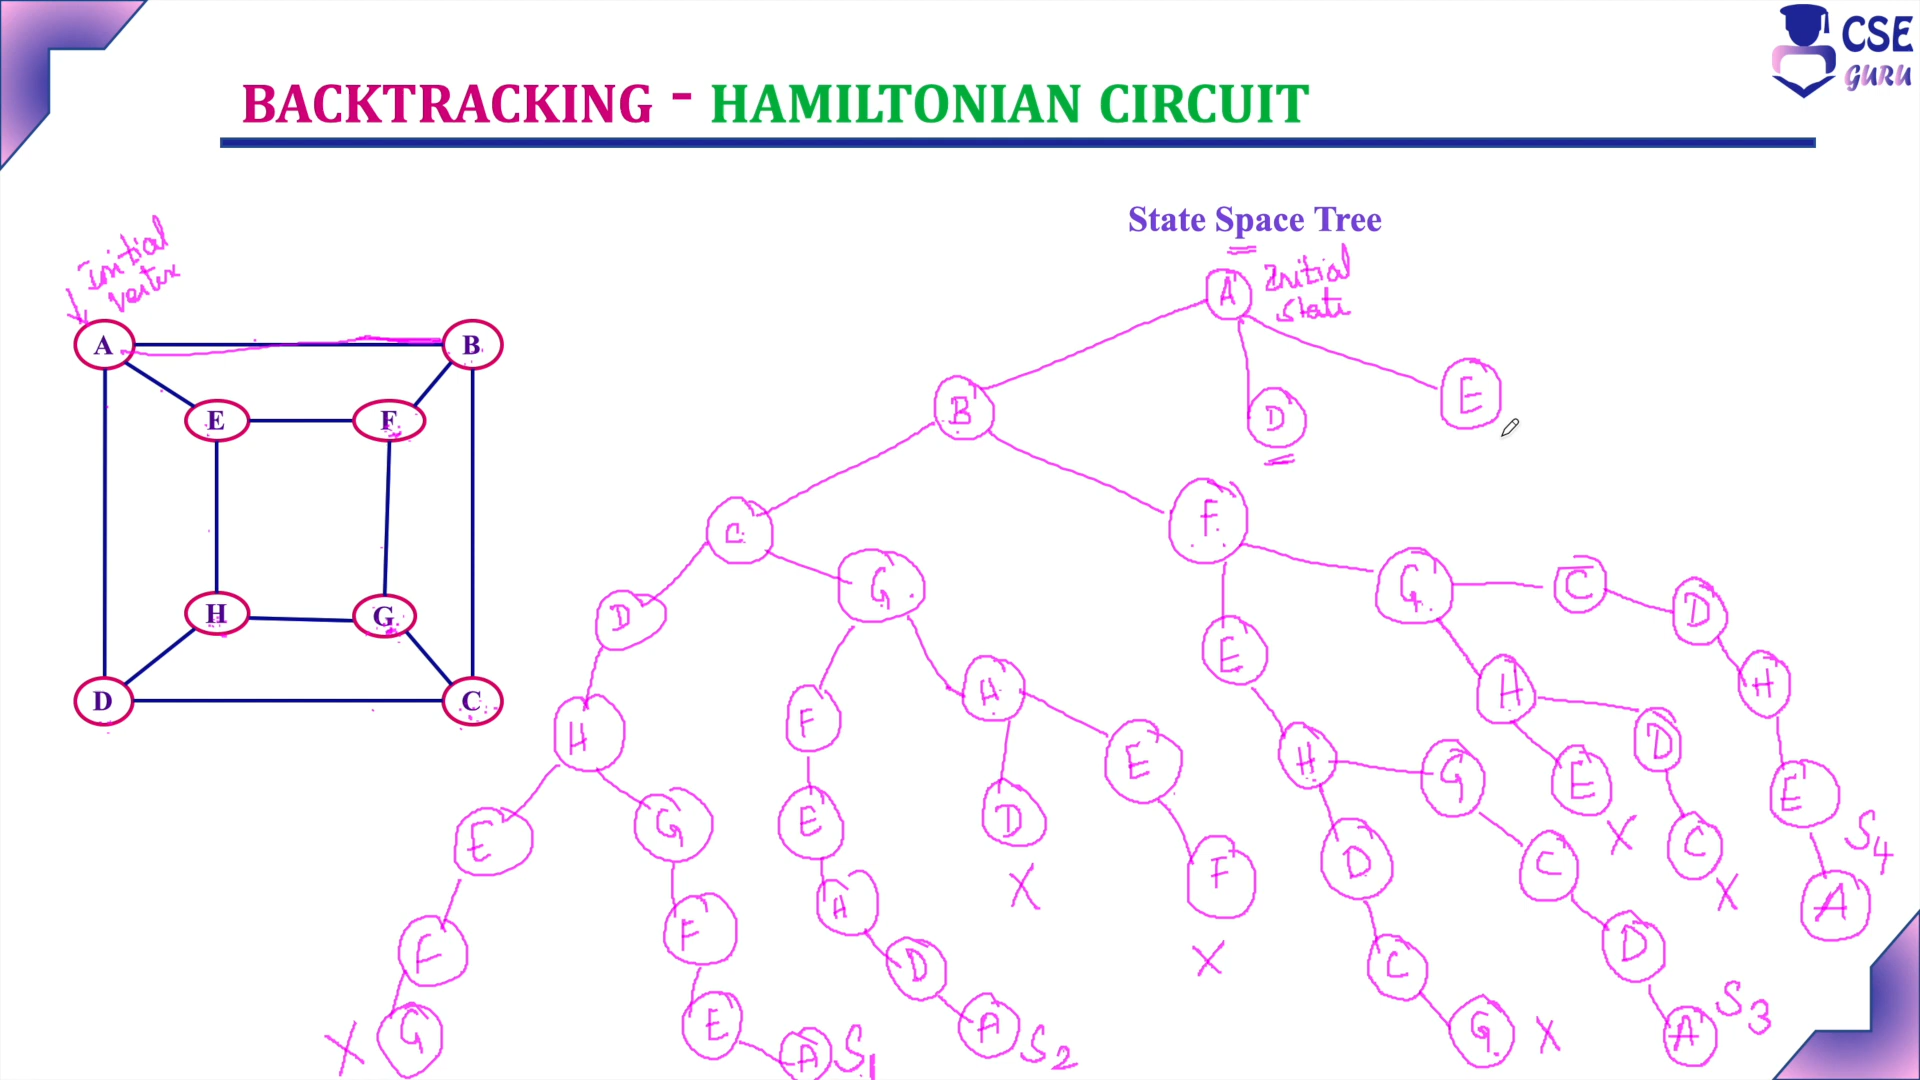 CSE
GURU
BACKTRACKING - HAMILTONIAN CIRCUIT
State Space Tree
Initial
vertex
A Initial
State
A B
E F
H G
D C
B D E
C F
D G E G C D
H F A E H G H D H
E G E D F D C E C E
F F A D C D A
G E A G A
X A S1 S2 X X X X X S3 S4